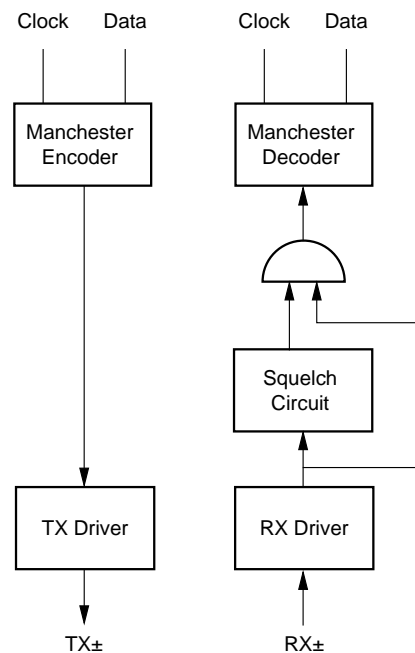 Clock Data Clock Data
Manchester
Encoder
Manchester
Decoder
Squelch
Circuit
TX Driver
RX Driver
TX±
RX±